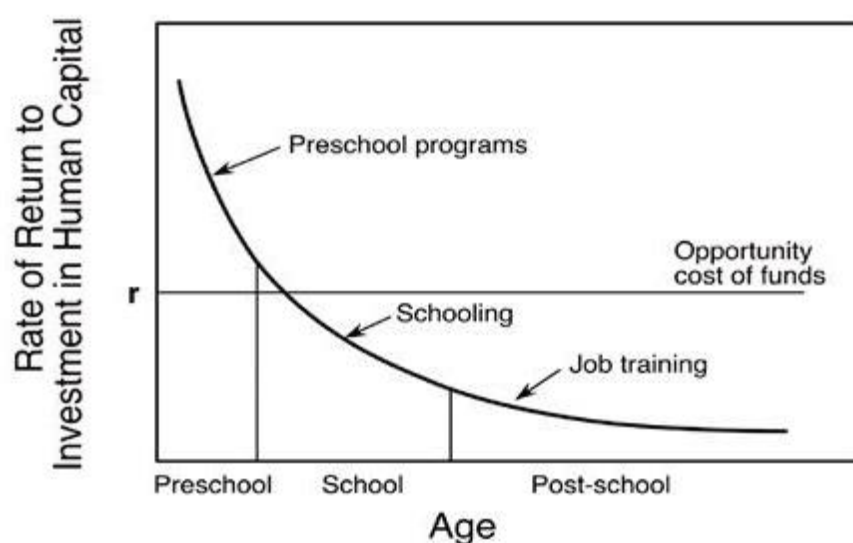 Rate of Return to
Investment in Human Capital
Preschool programs
Opportunity
cost of funds
r
Schooling
Job training
Preschool School Post-school
Age